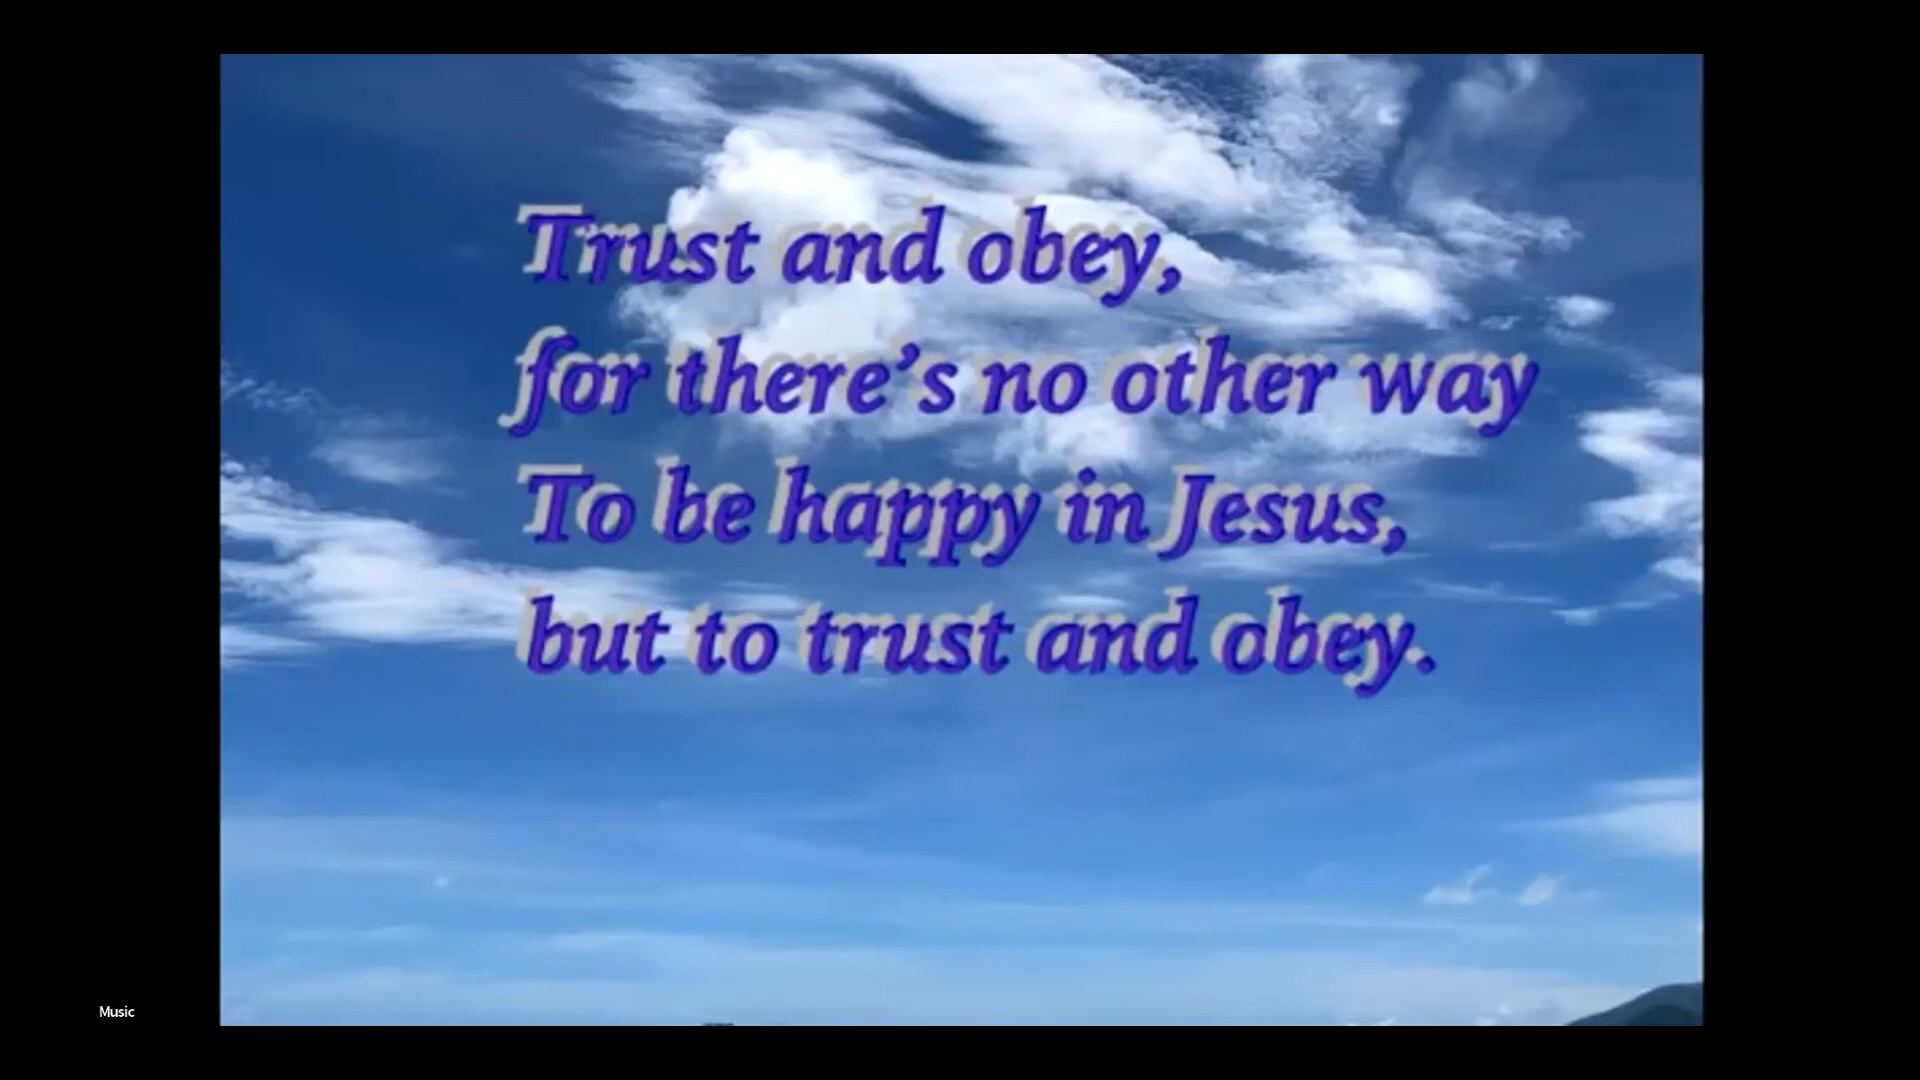 Trust and obey,
for there’s no other way
To be happy in Jesus,
but to trust and obey.
Music